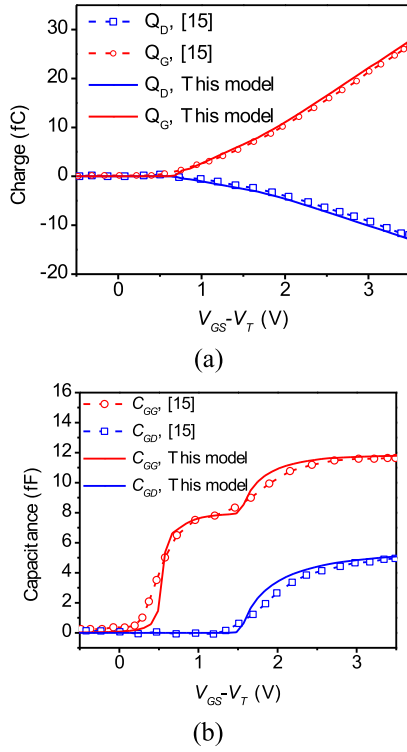 30
20
10
0
-10
-20
Charge (fC)
Q_D, [15]
Q_G, [15]
Q_D, This model
Q_G, This model
0 1 2 3
V_GS-V_T (V)
(a)
16
14
12
10
8
6
4
2
0
Capacitance (fF)
C_GG, [15]
C_GD, [15]
C_GG, This model
C_GD, This model
0 1 2 3
V_GS-V_T (V)
(b)